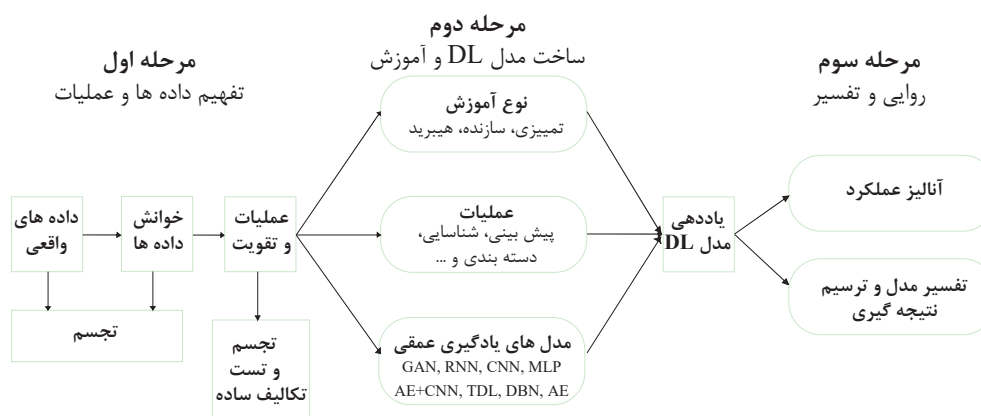 مرحله اول
تفهیم داده ها و عملیات
مرحله دوم
ساخت مدل DL و آموزش
مرحله سوم
روایی و تفسیر
داده های
واقعی
خوانش
داده ها
عملیات
و تقویت
تجسم
تجسم
و تست
تکالیف ساده
نوع آموزش
تمییزی، سازنده، هیبرید
عملیات
پیش بینی، شناسایی،
دسته بندی و ...
مدل های یادگیری عمقی
GAN, RNN, CNN, MLP
AE+CNN, TDL, DBN, AE
یاددهی
مدل DL
آنالیز عملکرد
تفسیر مدل و ترسیم
نتیجه گیری